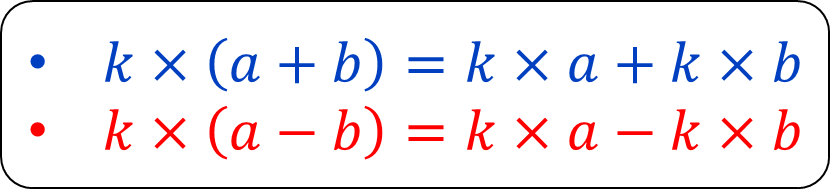 • k × (a + b) = k × a + k × b
• k × (a − b) = k × a − k × b